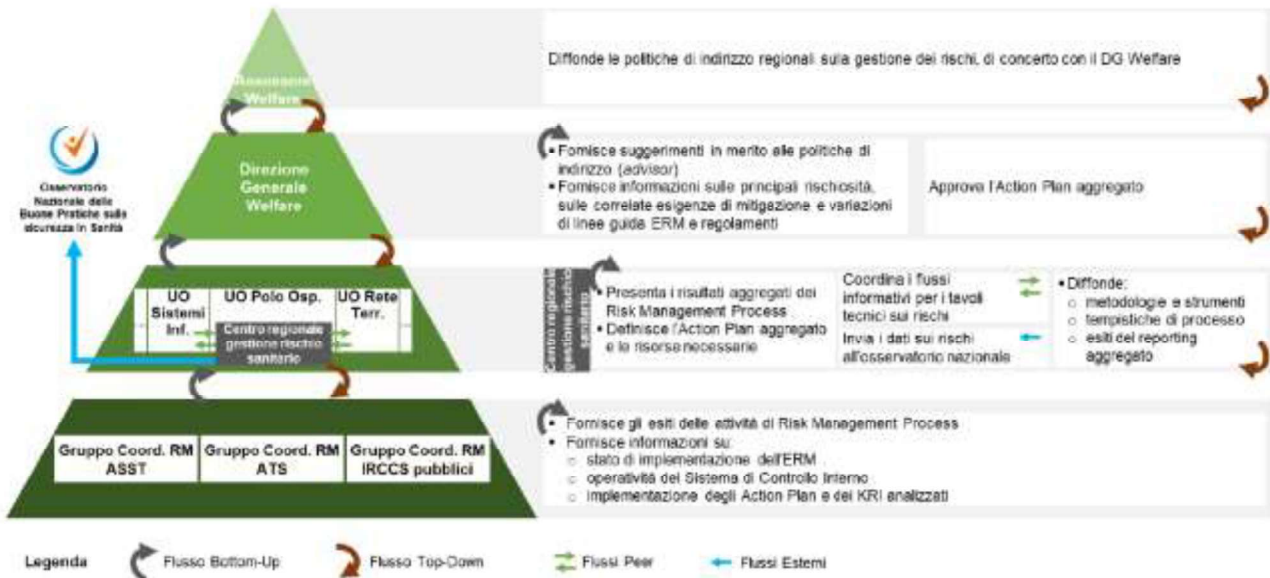 Assessore
Welfare
Diffonde le politiche di indirizzo regionali sulla gestione dei rischi, di concerto con il DG Welfare
Osservatorio
Nazionale delle
Buone Pratiche sulla
sicurezza in Sanità
Direzione
Generale
Welfare
▪ Fornisce suggerimenti in merito alle politiche di
indirizzo (advisor)
▪ Fornisce informazioni sulle principali rischiosità,
sulle correlate esigenze di mitigazione e variazioni
di linee guida ERM e regolamenti
Approva l'Action Plan aggregato
UO
Sistemi
Inf.
UO Polo Osp.
UO Rete
Terr.
Centro regionale
gestione rischio
sanitario
Centro regionale
gestione rischio
sanitario
▪ Presenta i risultati aggregati del
Risk Management Process
▪ Definisce l'Action Plan aggregato
e le risorse necessarie
Coordina i flussi
informativi per i tavoli
tecnici sui rischi
Invia i dati sui rischi
all'osservatorio nazionale
▪ Diffonde:
○ metodologie e strumenti
○ tempistiche di processo
○ esiti del reporting
aggregato
Gruppo Coord. RM
ASST
Gruppo Coord. RM
ATS
Gruppo Coord. RM
IRCCS pubblici
▪ Fornisce gli esiti delle attività di Risk Management Process
▪ Fornisce informazioni su:
○ stato di implementazione dell'ERM
○ operatività del Sistema di Controllo Interno
○ implementazione degli Action Plan e dei KRI analizzati
Legenda
Flusso Bottom-Up
Flusso Top-Down
Flussi Peer
Flussi Esterni